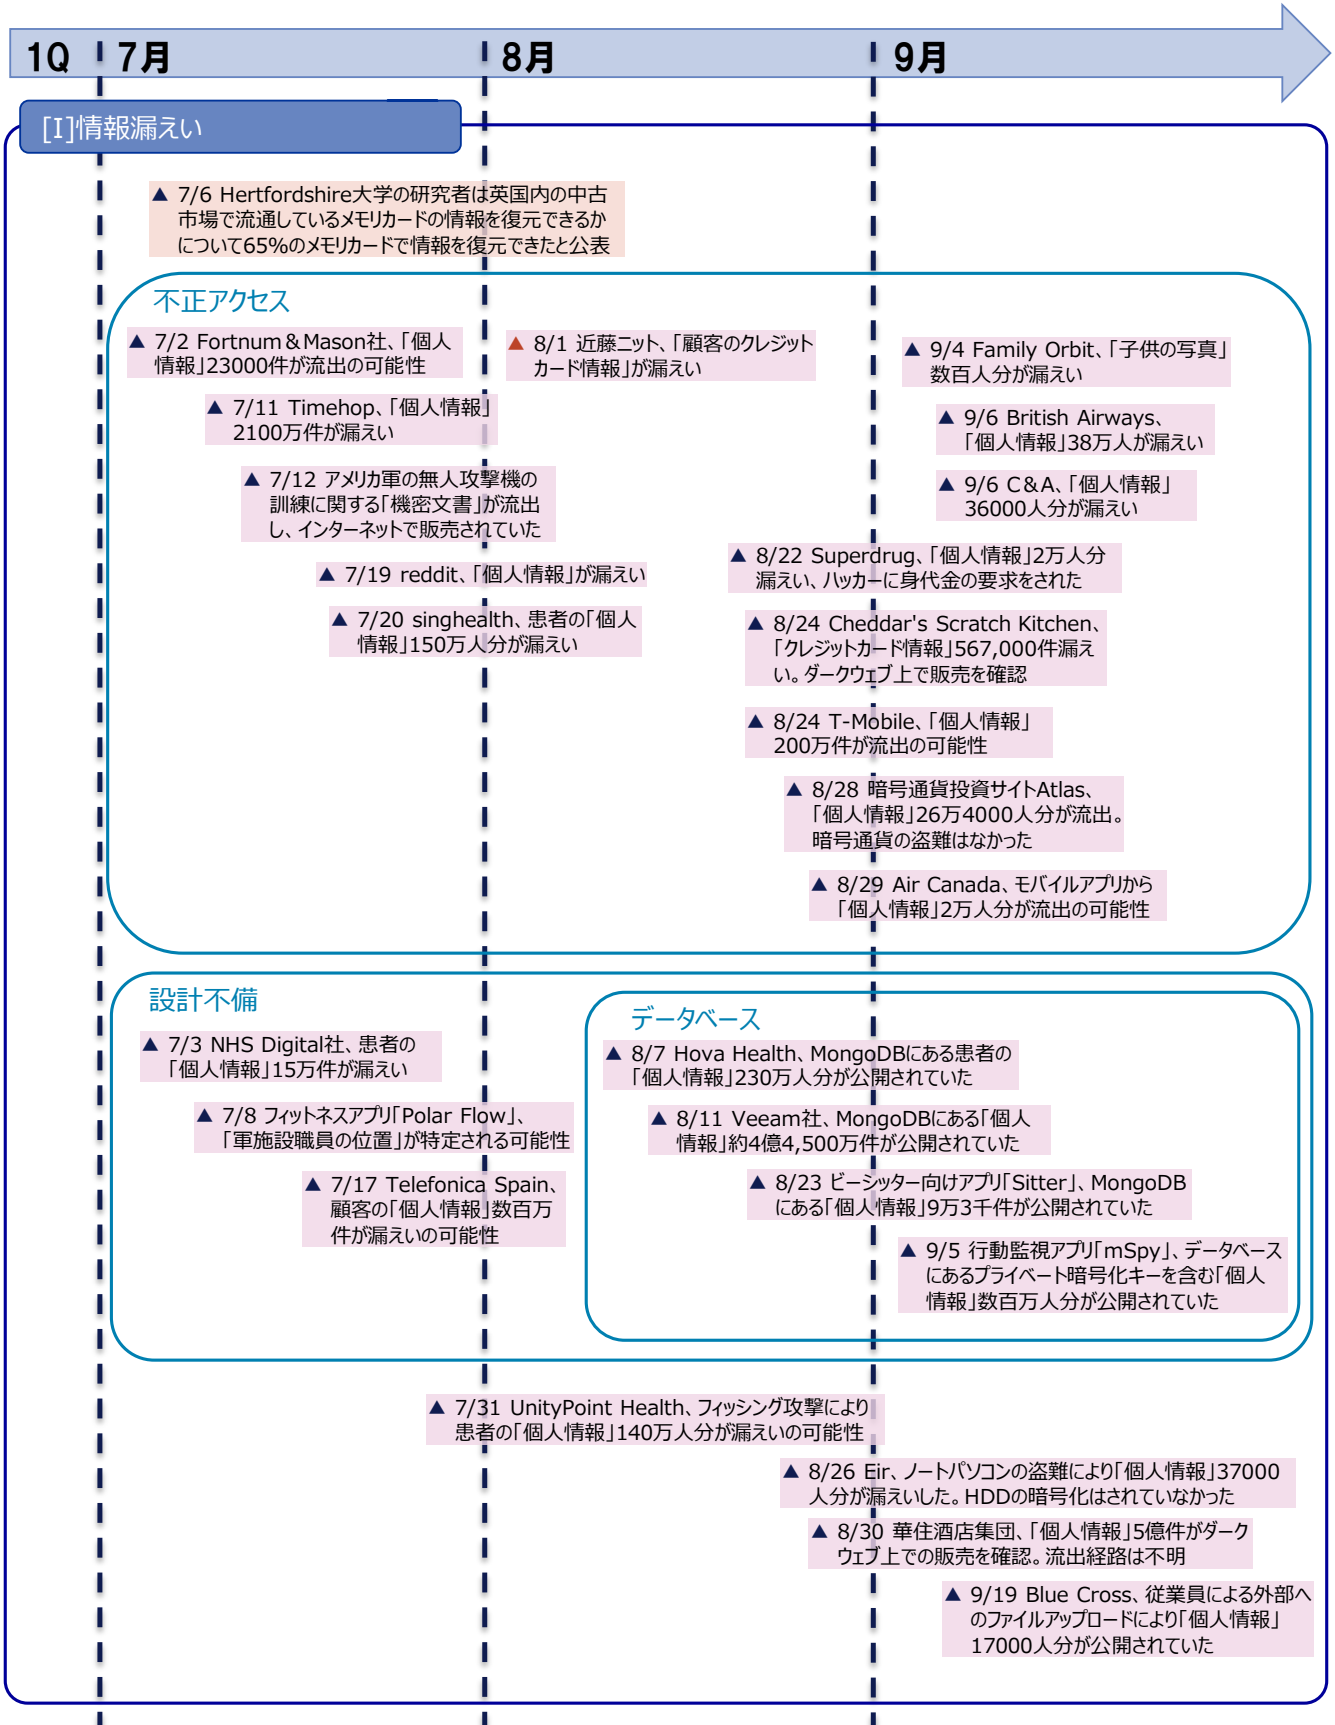 1Q 7月 8月 9月
[I]情報漏えい
▲ 7/6 Hertfordshire大学の研究者は英国内の中古
市場で流通しているメモリカードの情報を復元できるか
について65%のメモリカードで情報を復元できたと公表
不正アクセス
▲ 7/2 Fortnum＆Mason社、「個人
情報」23000件が流出の可能性
▲ 7/11 Timehop、「個人情報」
2100万件が漏えい
▲ 7/12 アメリカ軍の無人攻撃機の
訓練に関する「機密文書」が流出
し、インターネットで販売されていた
▲ 7/19 reddit、「個人情報」が漏えい
▲ 7/20 singhealth、患者の「個人
情報」150万人分が漏えい
▲ 8/1 近藤ニット、「顧客のクレジット
カード情報」が漏えい
▲ 9/4 Family Orbit、「子供の写真」
数百人分が漏えい
▲ 9/6 British Airways、
「個人情報」38万人が漏えい
▲ 9/6 C＆A、「個人情報」
36000人分が漏えい
▲ 8/22 Superdrug、「個人情報」2万人分
漏えい、ハッカーに身代金の要求をされた
▲ 8/24 Cheddar's Scratch Kitchen、
「クレジットカード情報」567,000件漏え
い。ダークウェブ上で販売を確認
▲ 8/24 T-Mobile、「個人情報」
200万件が流出の可能性
▲ 8/28 暗号通貨投資サイトAtlas、
「個人情報」26万4000人分が流出。
暗号通貨の盗難はなかった
▲ 8/29 Air Canada、モバイルアプリから
「個人情報」2万人分が流出の可能性
設計不備
▲ 7/3 NHS Digital社、患者の
「個人情報」15万件が漏えい
▲ 7/8 フィットネスアプリ「Polar Flow」、
「軍施設職員の位置」が特定される可能性
▲ 7/17 Telefonica Spain、
顧客の「個人情報」数百万
件が漏えいの可能性
データベース
▲ 8/7 Hova Health、MongoDBにある患者の
「個人情報」230万人分が公開されていた
▲ 8/11 Veeam社、MongoDBにある「個人
情報」約4億4,500万件が公開されていた
▲ 8/23 ビーシッター向けアプリ「Sitter」、MongoDB
にある「個人情報」9万3千件が公開されていた
▲ 9/5 行動監視アプリ「mSpy」、データベース
にあるプライベート暗号化キーを含む「個人
情報」数百万人分が公開されていた
▲ 7/31 UnityPoint Health、フィッシング攻撃により
患者の「個人情報」140万人分が漏えいの可能性
▲ 8/26 Eir、ノートパソコンの盗難により「個人情報」37000
人分が漏えいした。HDDの暗号化はされていなかった
▲ 8/30 華住酒店集団、「個人情報」5億件がダーク
ウェブ上での販売を確認。流出経路は不明
▲ 9/19 Blue Cross、従業員による外部へ
のファイルアップロードにより「個人情報」
17000人分が公開されていた